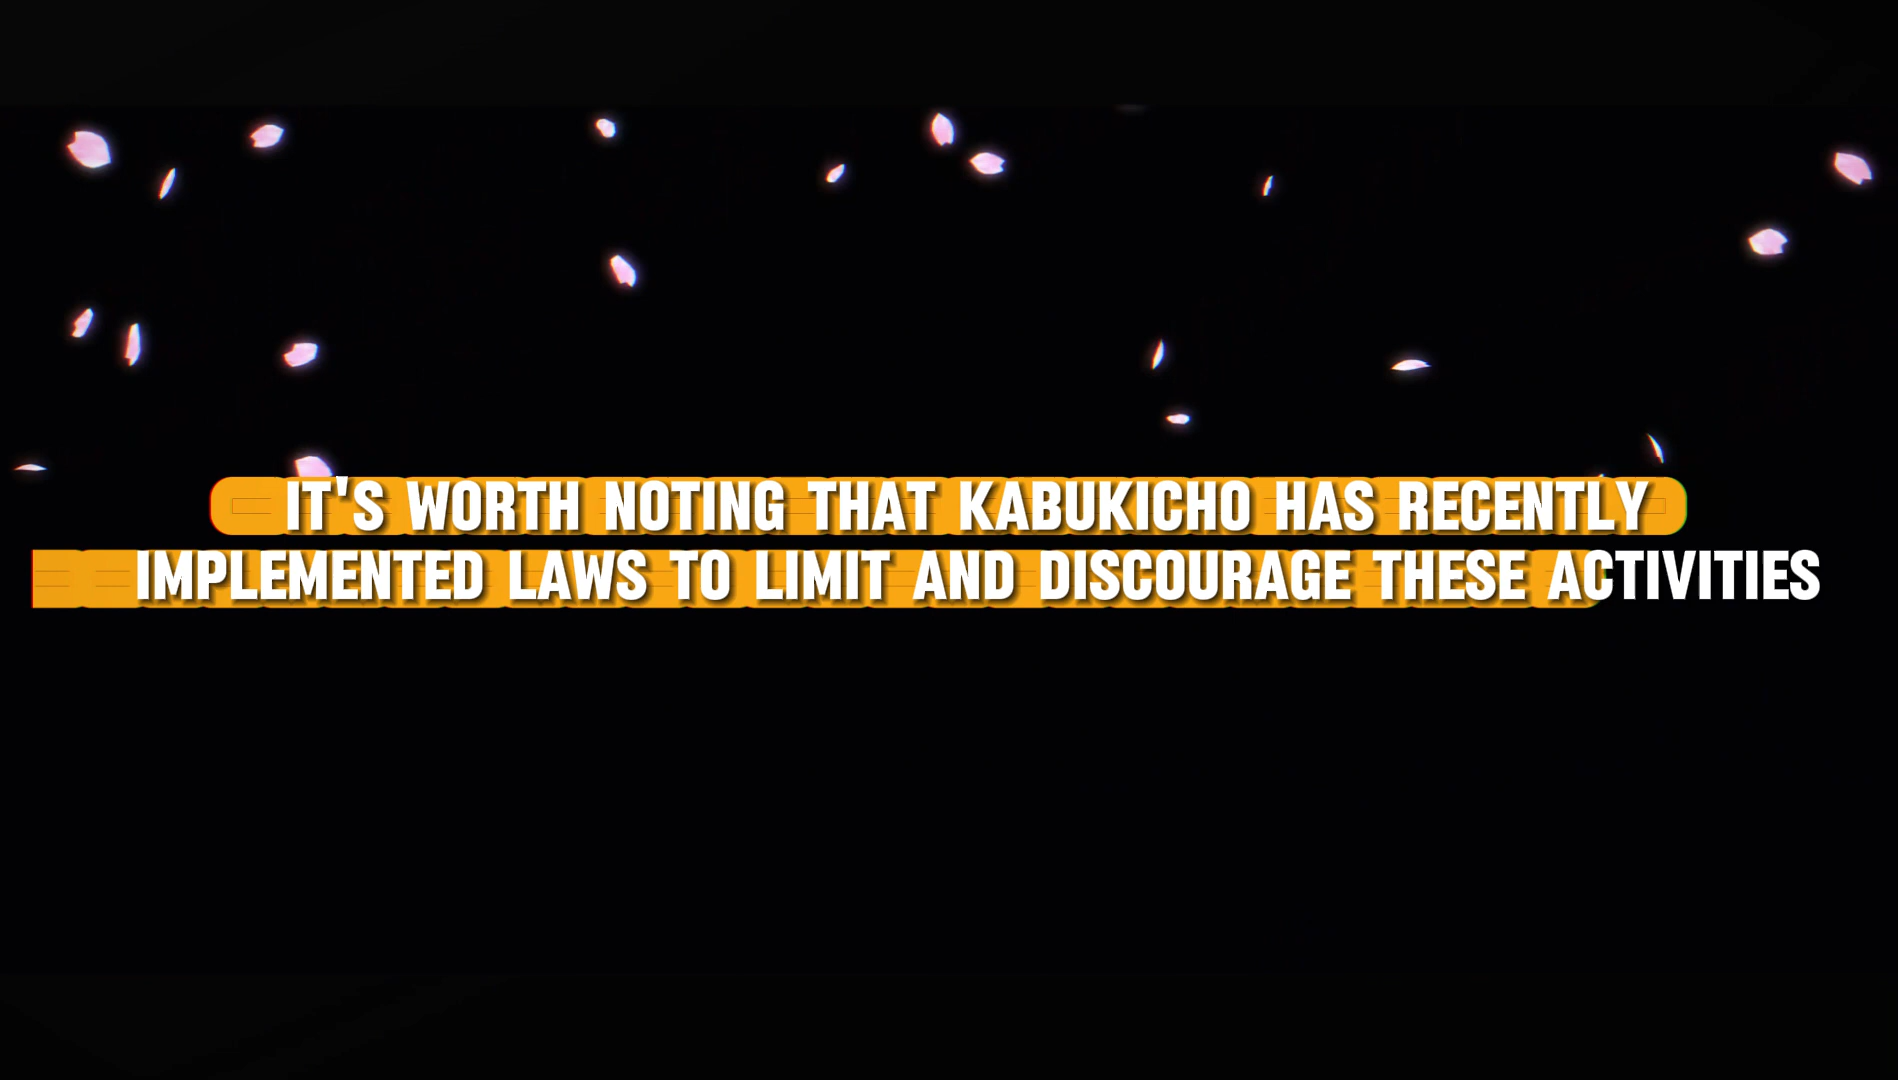 IT'S WORTH NOTING THAT KABUKICHO HAS RECENTLY
IMPLEMENTED LAWS TO LIMIT AND DISCOURAGE THESE ACTIVITIES